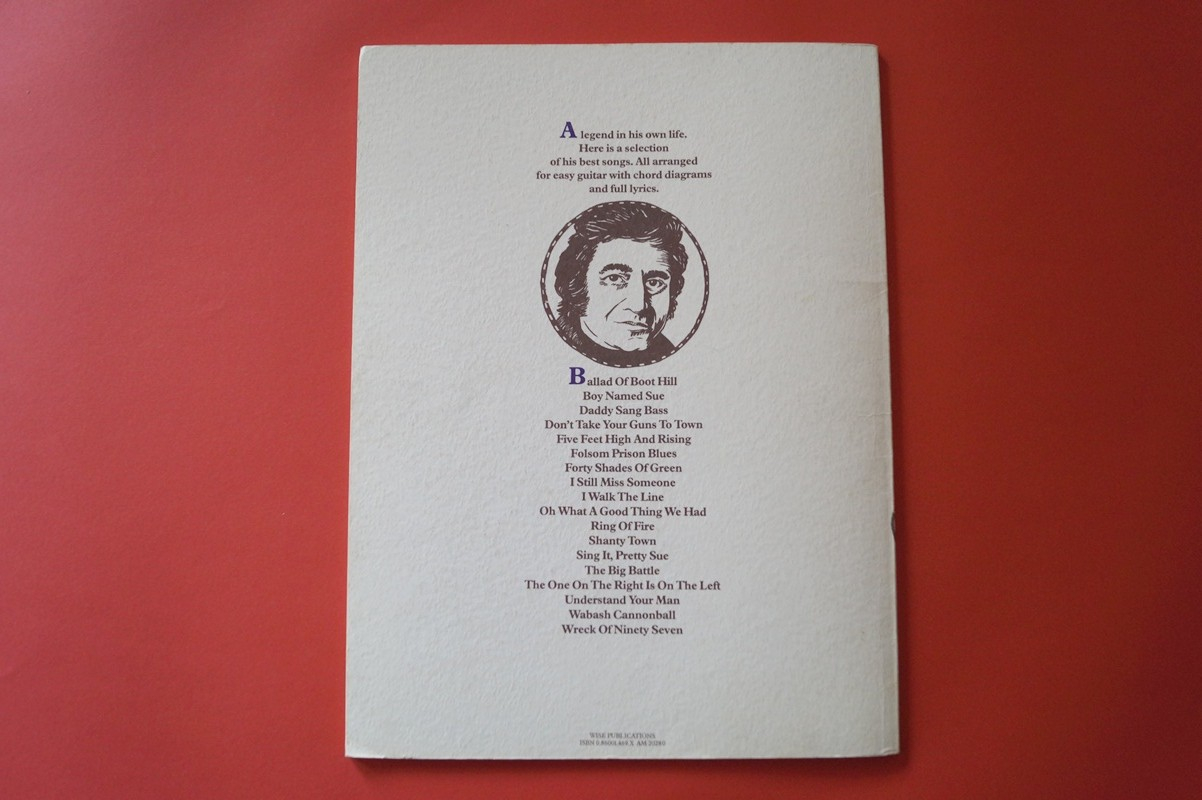 A legend in his own life.
Here is a selection
of his best songs. All arranged
for easy guitar with chord diagrams
and full lyrics.
Ballad Of Boot Hill
Boy Named Sue
Daddy Sang Bass
Don't Take Your Guns To Town
Five Feet High And Rising
Folsom Prison Blues
Forty Shades Of Green
I Still Miss Someone
I Walk The Line
Oh What A Good Thing We Had
Ring Of Fire
Shanty Town
Sing It, Pretty Sue
The Big Battle
The One On The Right Is On The Left
Understand Your Man
Wabash Cannonball
Wreck Of Ninety Seven
WISE PUBLICATIONS
ISBN